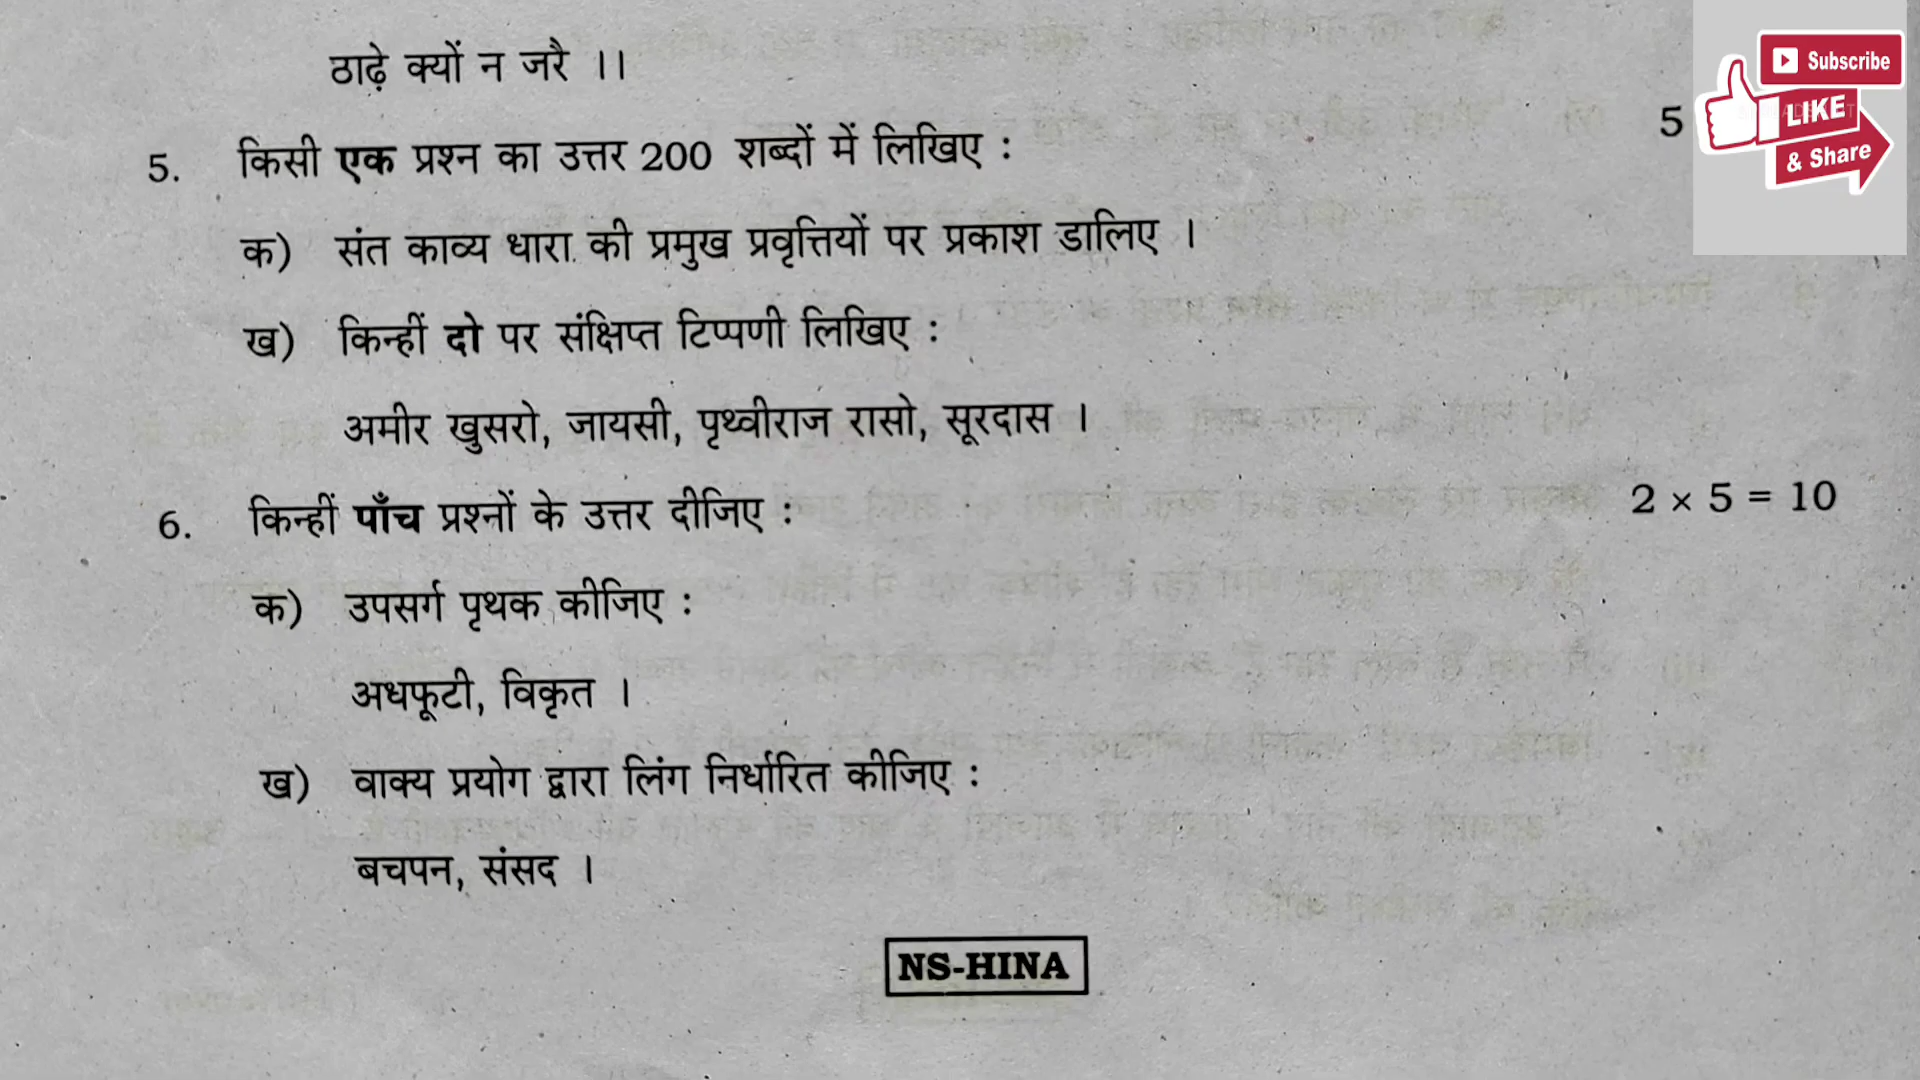 ठाढ़े क्यों न जरै ।।
5. किसी एक प्रश्न का उत्तर 200 शब्दों में लिखिए : 5
क) संत काव्य धारा की प्रमुख प्रवृत्तियों पर प्रकाश डालिए ।
ख) किन्हीं दो पर संक्षिप्त टिप्पणी लिखिए :
अमीर खुसरो, जायसी, पृथ्वीराज रासो, सूरदास ।
6. किन्हीं पाँच प्रश्नों के उत्तर दीजिए : 2 × 5 = 10
क) उपसर्ग पृथक कीजिए :
अधफूटी, विकृत ।
ख) वाक्य प्रयोग द्वारा लिंग निर्धारित कीजिए :
बचपन, संसद ।
NS-HINA
Subscribe
LIKE
& Share